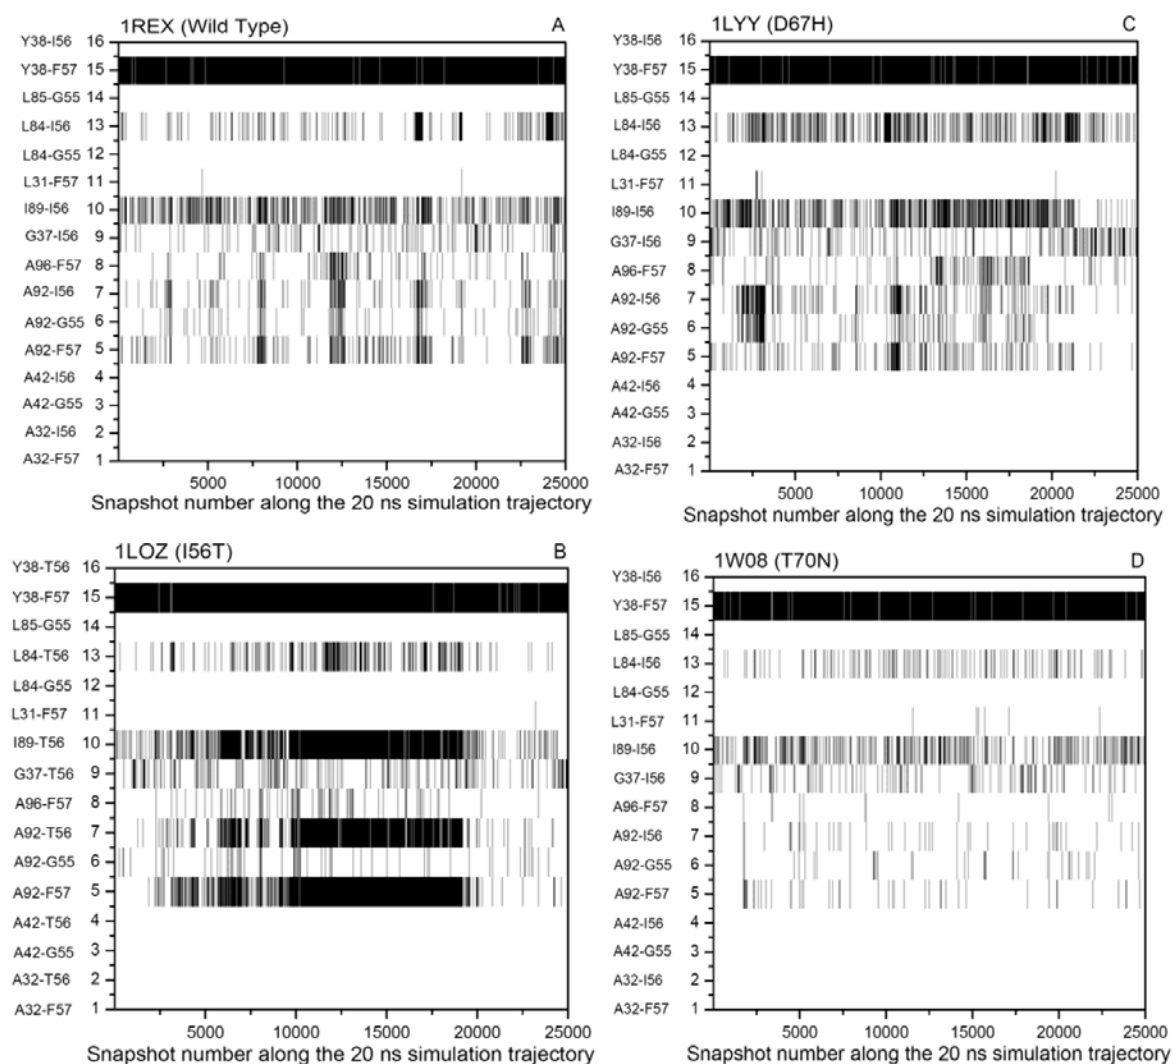 1REX (Wild Type) A
Y38-I56 16
Y38-F57 15
L85-G55 14
L84-I56 13
L84-G55 12
L31-F57 11
I89-I56 10
G37-I56 9
A96-F57 8
A92-I56 7
A92-G55 6
A92-F57 5
A42-I56 4
A42-G55 3
A32-I56 2
A32-F57 1
5000 10000 15000 20000 25000
Snapshot number along the 20 ns simulation trajectory
1LYY (D67H) C
Y38-I56 16
Y38-F57 15
L85-G55 14
L84-I56 13
L84-G55 12
L31-F57 11
I89-I56 10
G37-I56 9
A96-F57 8
A92-I56 7
A92-G55 6
A92-F57 5
A42-I56 4
A42-G55 3
A32-I56 2
A32-F57 1
5000 10000 15000 20000 25000
Snapshot number along the 20 ns simulation trajectory
1LOZ (I56T) B
Y38-T56 16
Y38-F57 15
L85-G55 14
L84-T56 13
L84-G55 12
L31-F57 11
I89-T56 10
G37-T56 9
A96-F57 8
A92-T56 7
A92-G55 6
A92-F57 5
A42-T56 4
A42-G55 3
A32-T56 2
A32-F57 1
5000 10000 15000 20000 25000
Snapshot number along the 20 ns simulation trajectory
1W08 (T70N) D
Y38-I56 16
Y38-F57 15
L85-G55 14
L84-I56 13
L84-G55 12
L31-F57 11
I89-I56 10
G37-I56 9
A96-F57 8
A92-I56 7
A92-G55 6
A92-F57 5
A42-I56 4
A42-G55 3
A32-I56 2
A32-F57 1
5000 10000 15000 20000 25000
Snapshot number along the 20 ns simulation trajectory